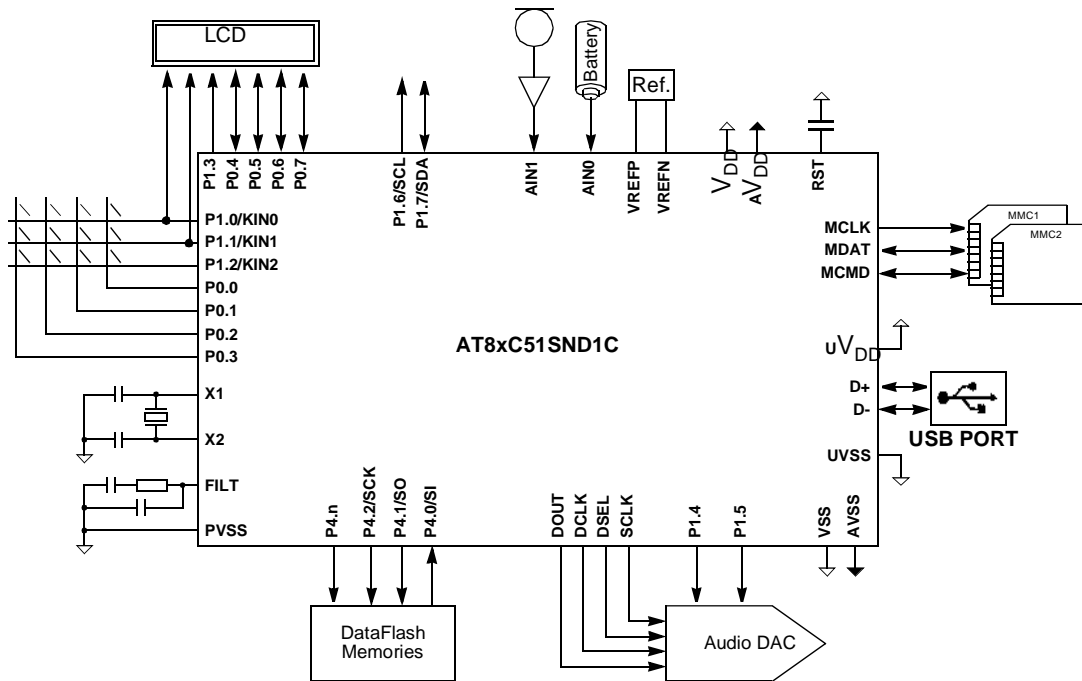 LCD
Battery
Ref.
P1.3
P0.4
P0.5
P0.6
P0.7
P1.6/SCL
P1.7/SDA
AIN1
AIN0
VREFP
VREFN
VDD
AVDD
RST
P1.0/KIN0
P1.1/KIN1
P1.2/KIN2
P0.0
P0.1
P0.2
P0.3
X1
X2
FILT
PVSS
AT8xC51SND1C
MCLK
MDAT
MCMD
MMC1
MMC2
UVDD
D+
D-
USB PORT
UVSS
P4.n
P4.2/SCK
P4.1/SO
P4.0/SI
DOUT
DCLK
DSEL
SCLK
P1.4
P1.5
VSS
AVSS
DataFlash
Memories
Audio DAC